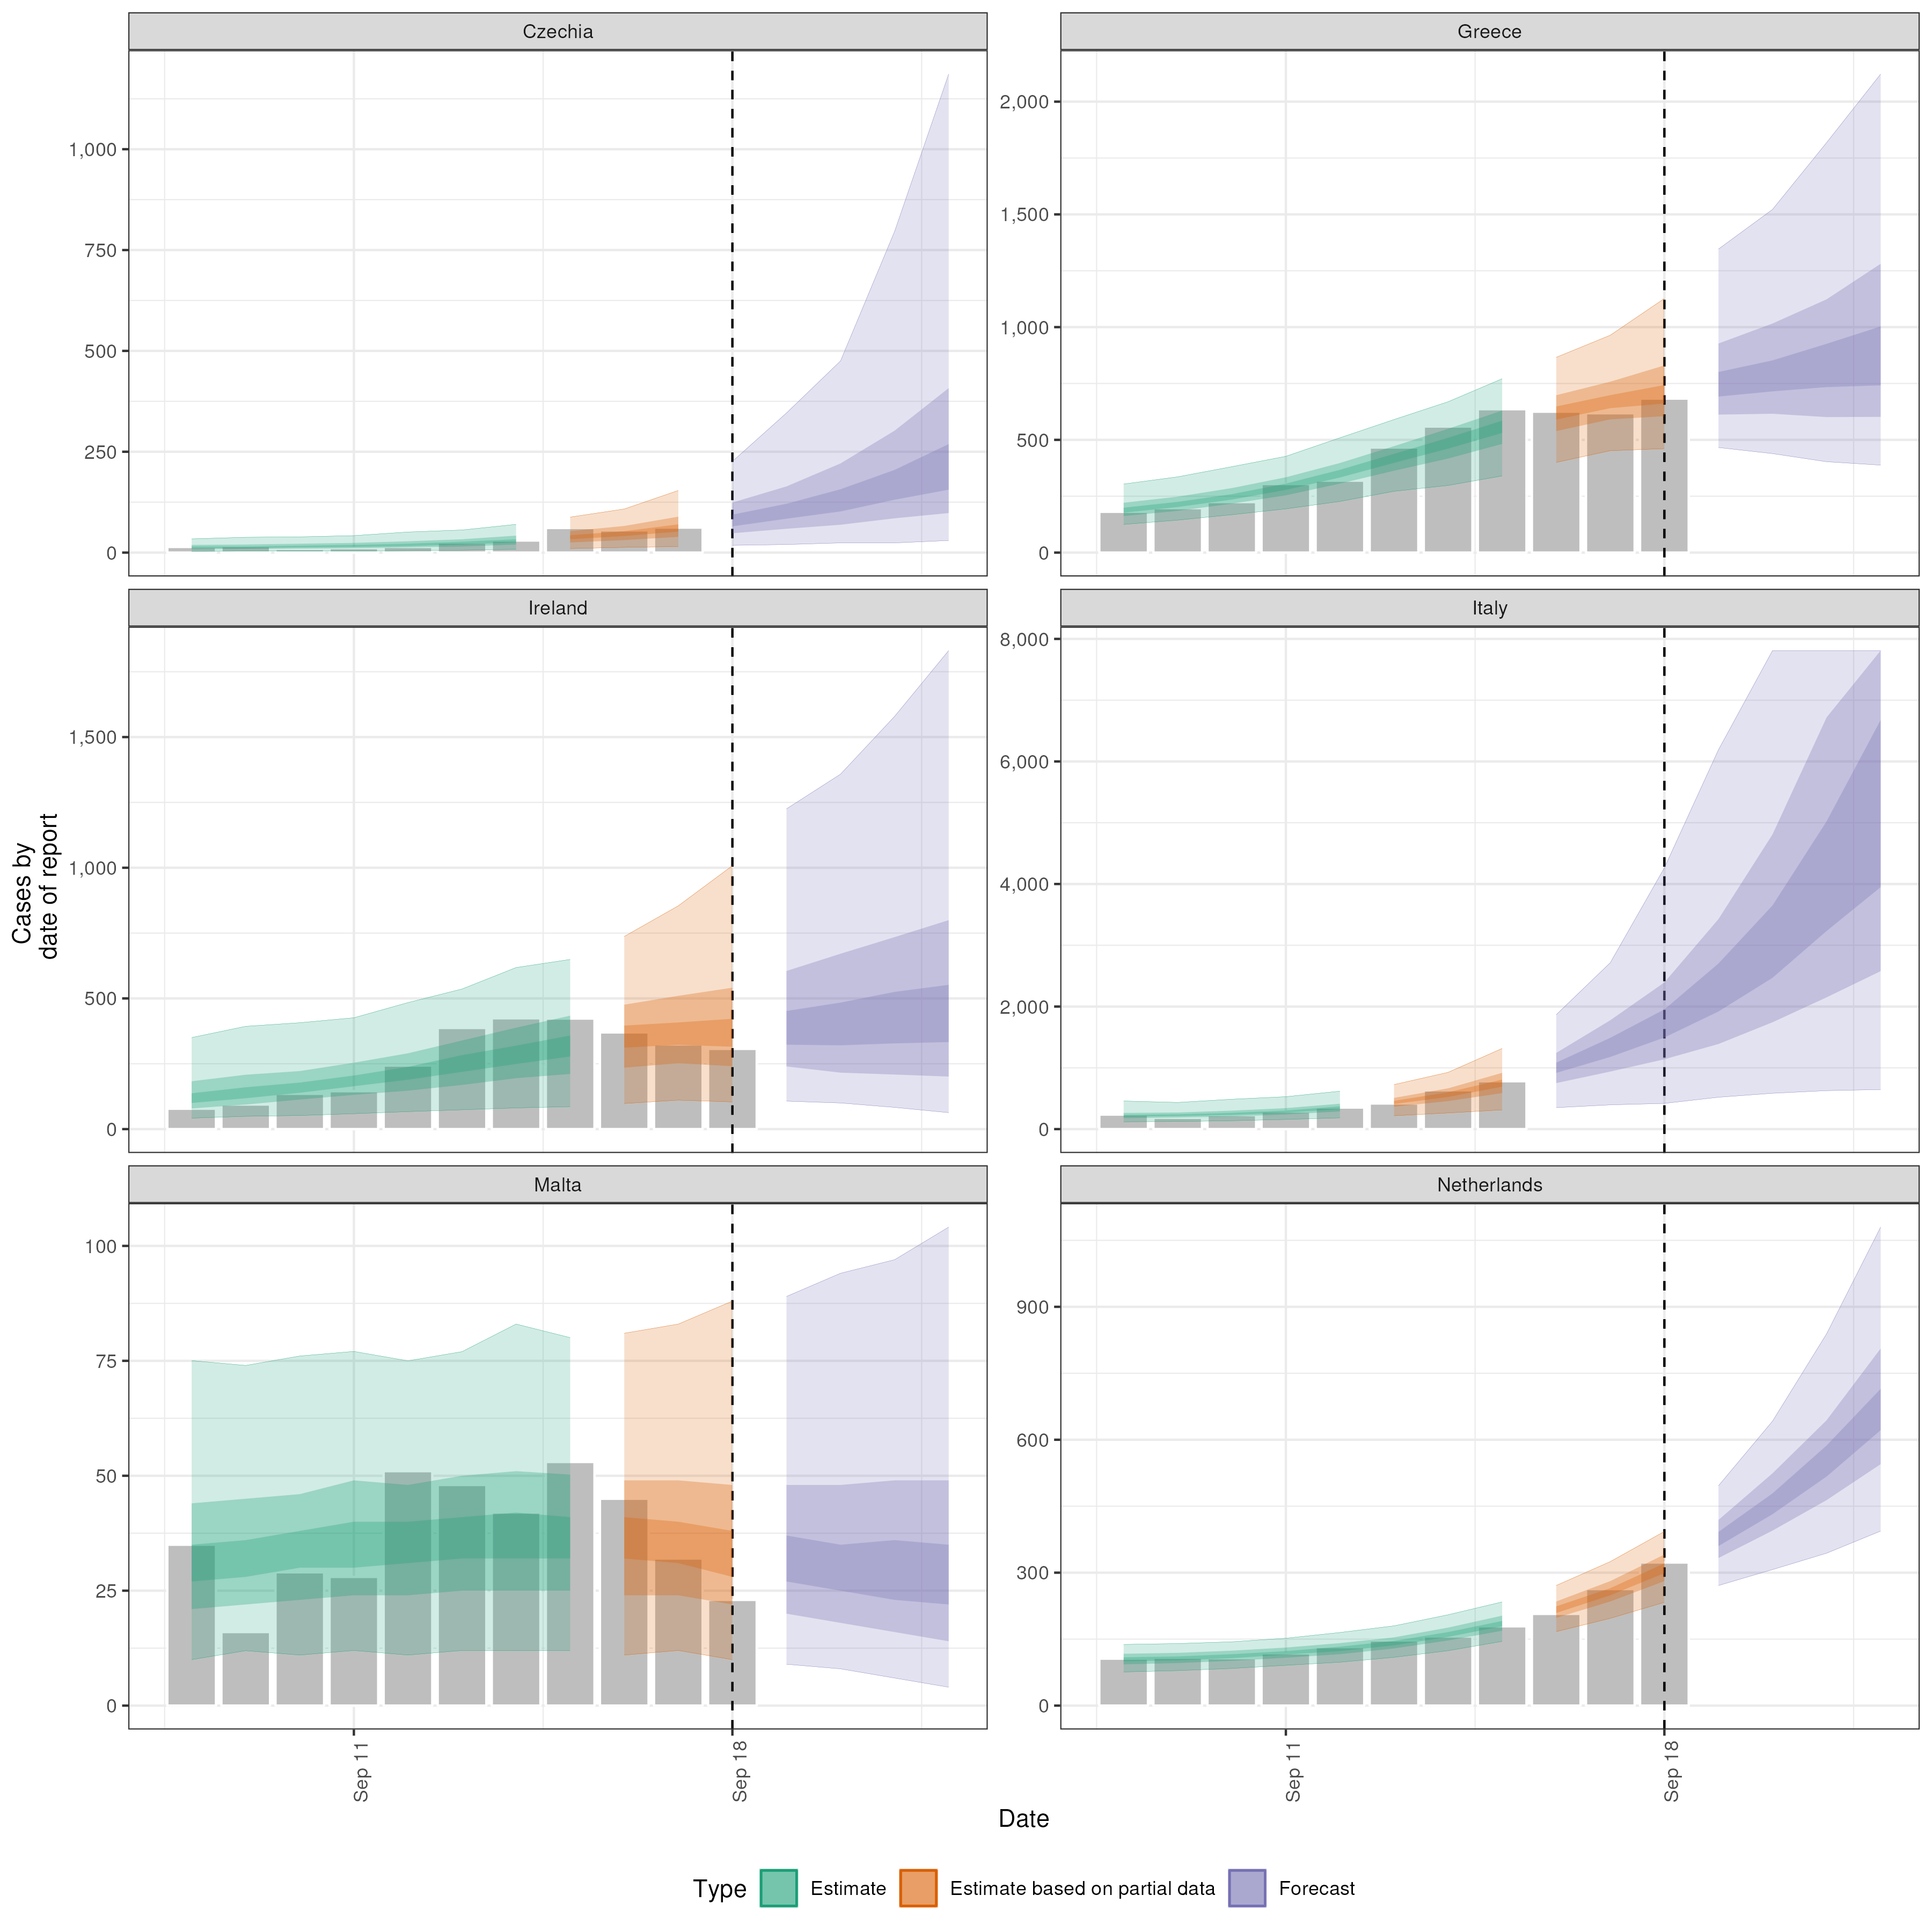 Czechia
Greece
1,000
750
500
250
0
2,000
1,500
1,000
500
0
Ireland
Italy
1,500
1,000
500
0
8,000
6,000
4,000
2,000
0
Malta
Netherlands
100
75
50
25
0
900
600
300
0
Cases by
date of report
Sep 11
Sep 18
Sep 11
Sep 18
Date
Type
Estimate
Estimate based on partial data
Forecast